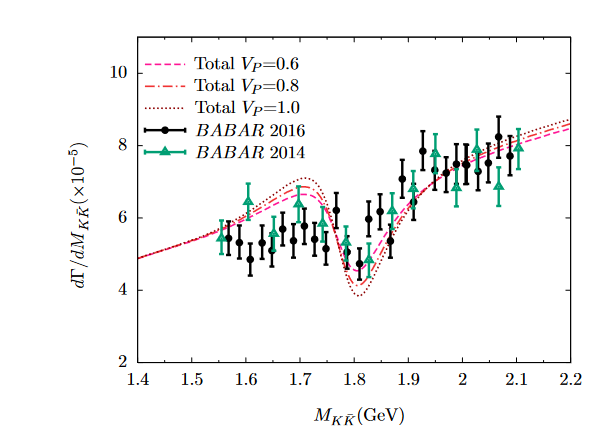 10
8
6
4
2
Total V_P=0.6
Total V_P=0.8
Total V_P=1.0
BABAR 2016
BABAR 2014
dΓ/dM_{KK̄}(×10⁻⁵)
1.4 1.5 1.6 1.7 1.8 1.9 2 2.1 2.2
M_{KK̄}(GeV)